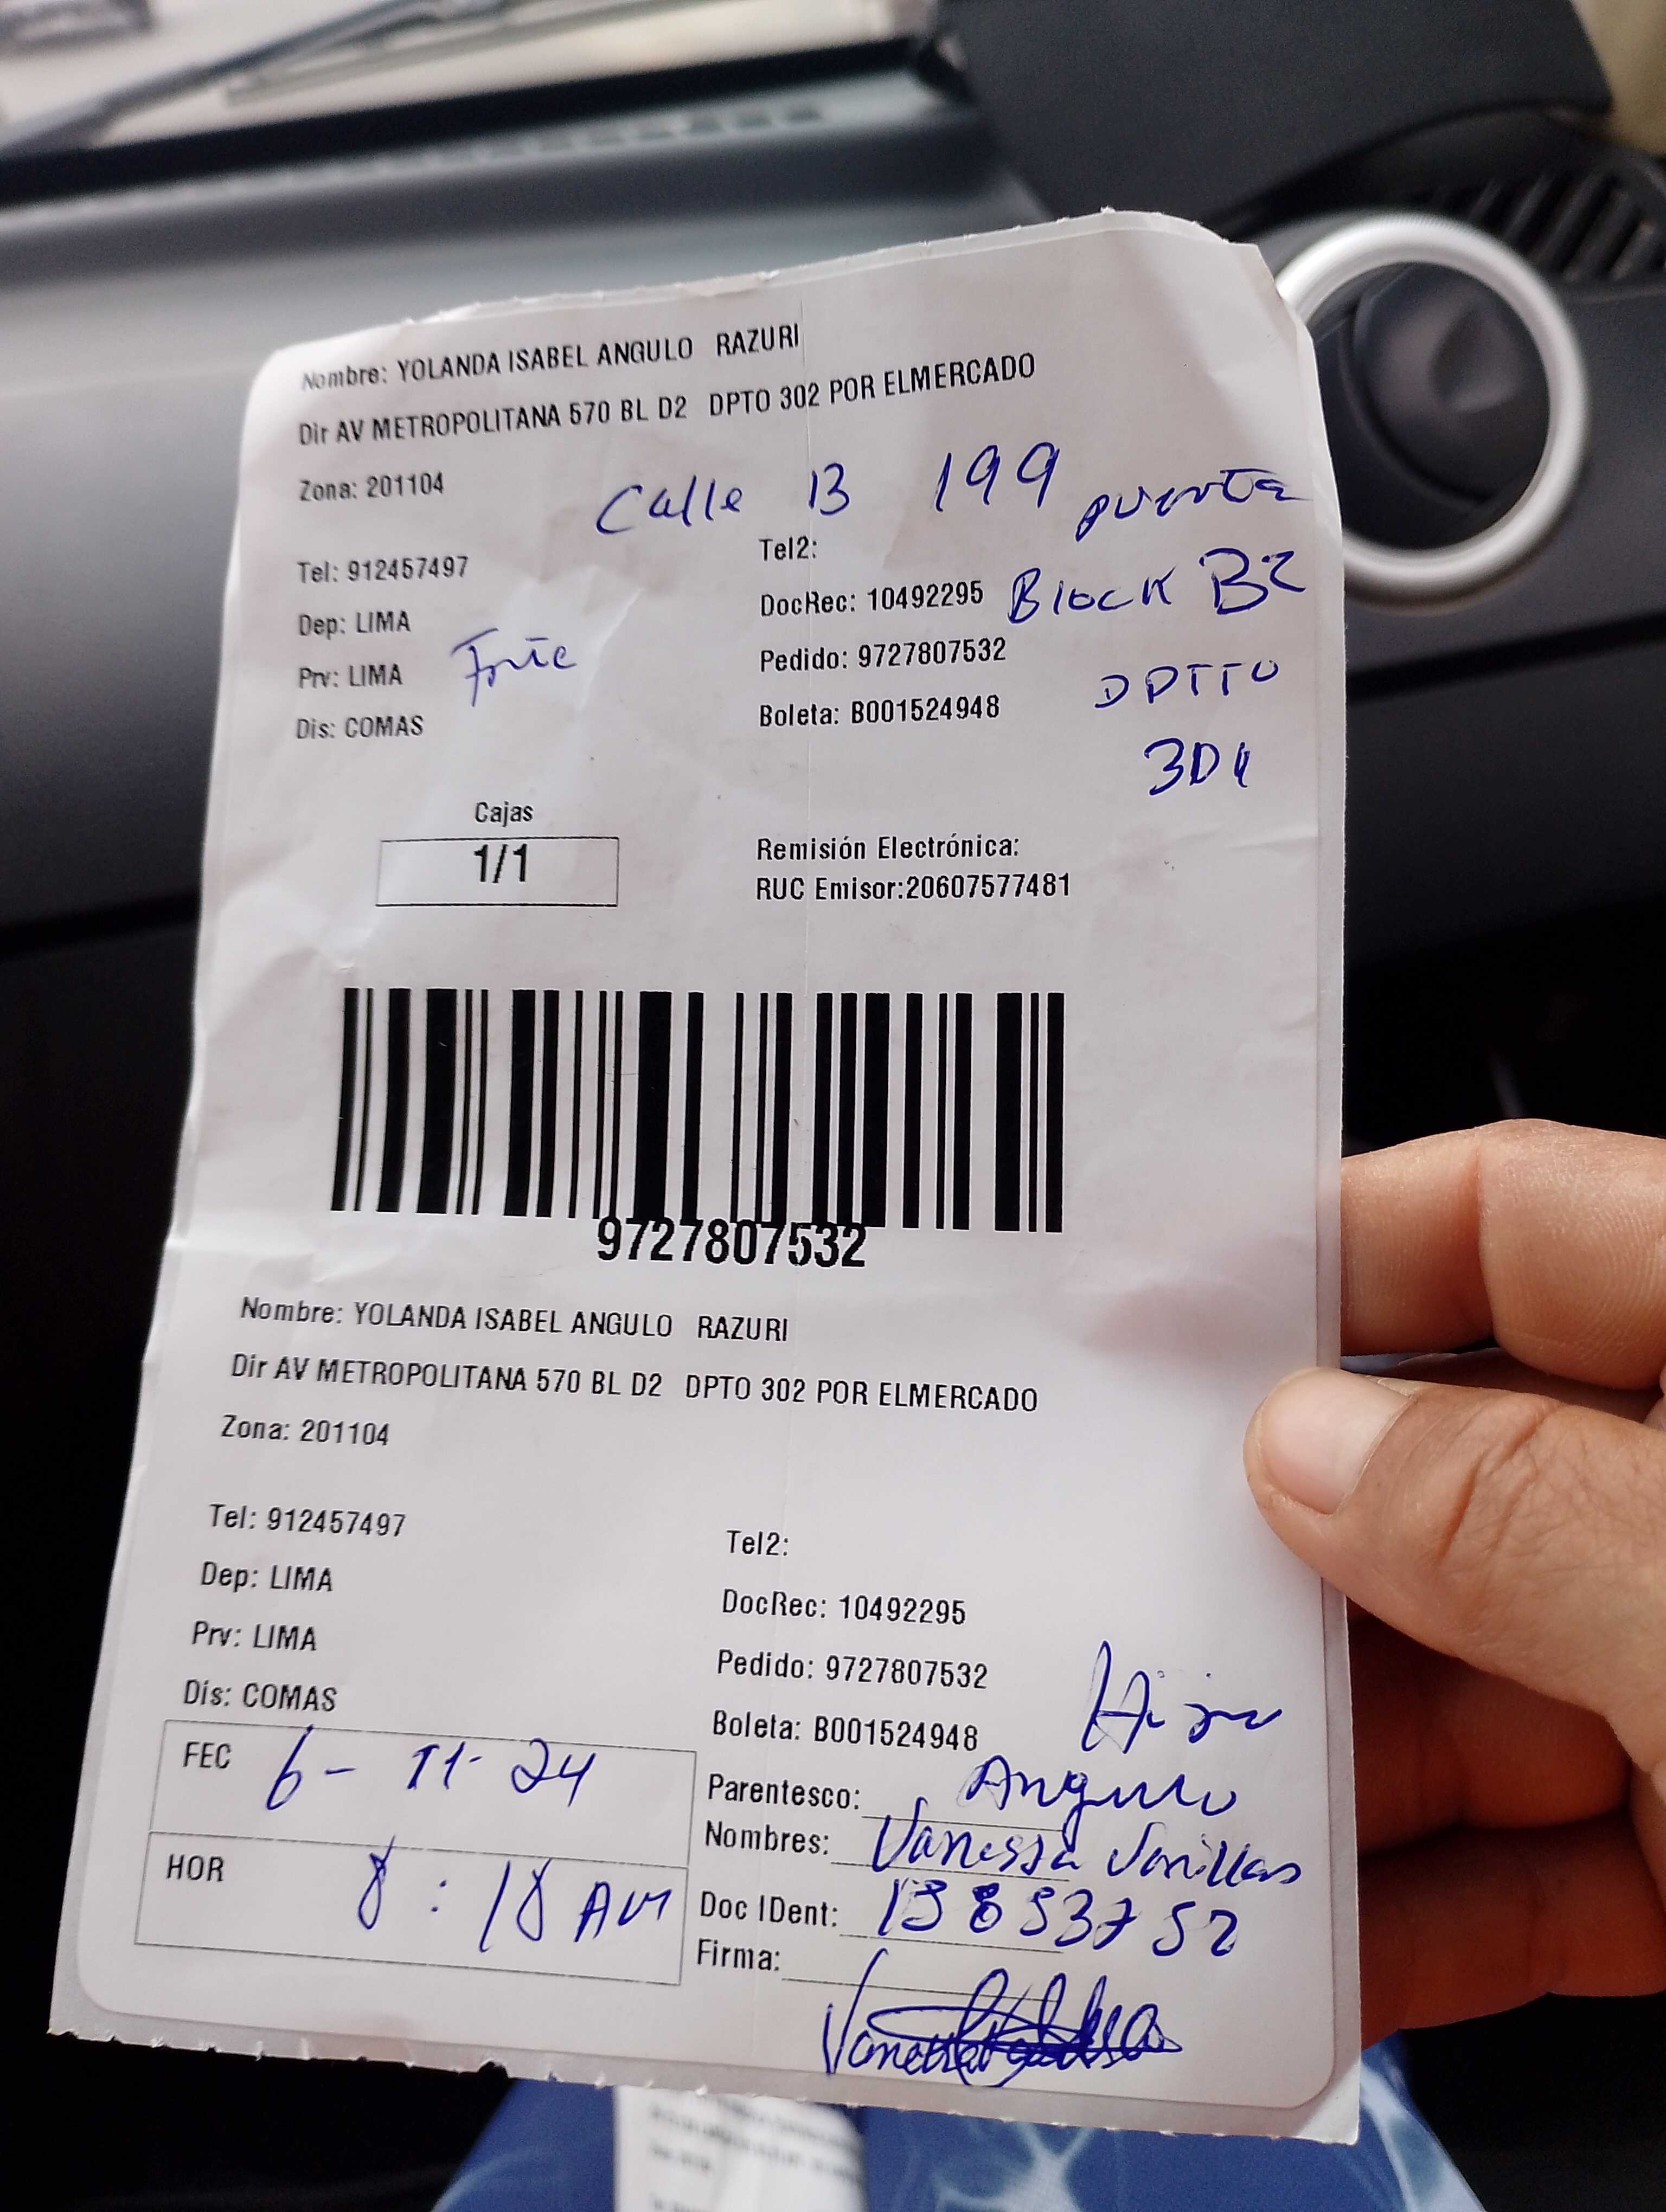 Nombre: YOLANDA ISABEL ANGULO RAZURI
Dir AV METROPOLITANA 570 BL D2 DPTO 302 POR ELMERCADO
Zona: 201104
Calle 13 199 puerta
Tel: 912457497
Tel2:
Dep: LIMA
DocRec: 10492295
Block B2
Prv: LIMA
Pedido: 9727807532
DPTTO
Dis: COMAS
Boleta: B001524948
304
Cajas
1/1
Remisión Electrónica:
RUC Emisor:20607577481
9727807532
Nombre: YOLANDA ISABEL ANGULO RAZURI
Dir AV METROPOLITANA 570 BL D2 DPTO 302 POR ELMERCADO
Zona: 201104
Tel: 912457497
Tel2:
Dep: LIMA
DocRec: 10492295
Prv: LIMA
Pedido: 9727807532
Dis: COMAS
Boleta: B001524948
FEC 6-11-24
Parentesco: Angulo
Nombres: Vanessa
HOR 8:18 AM
Doc IDent:
Firma: